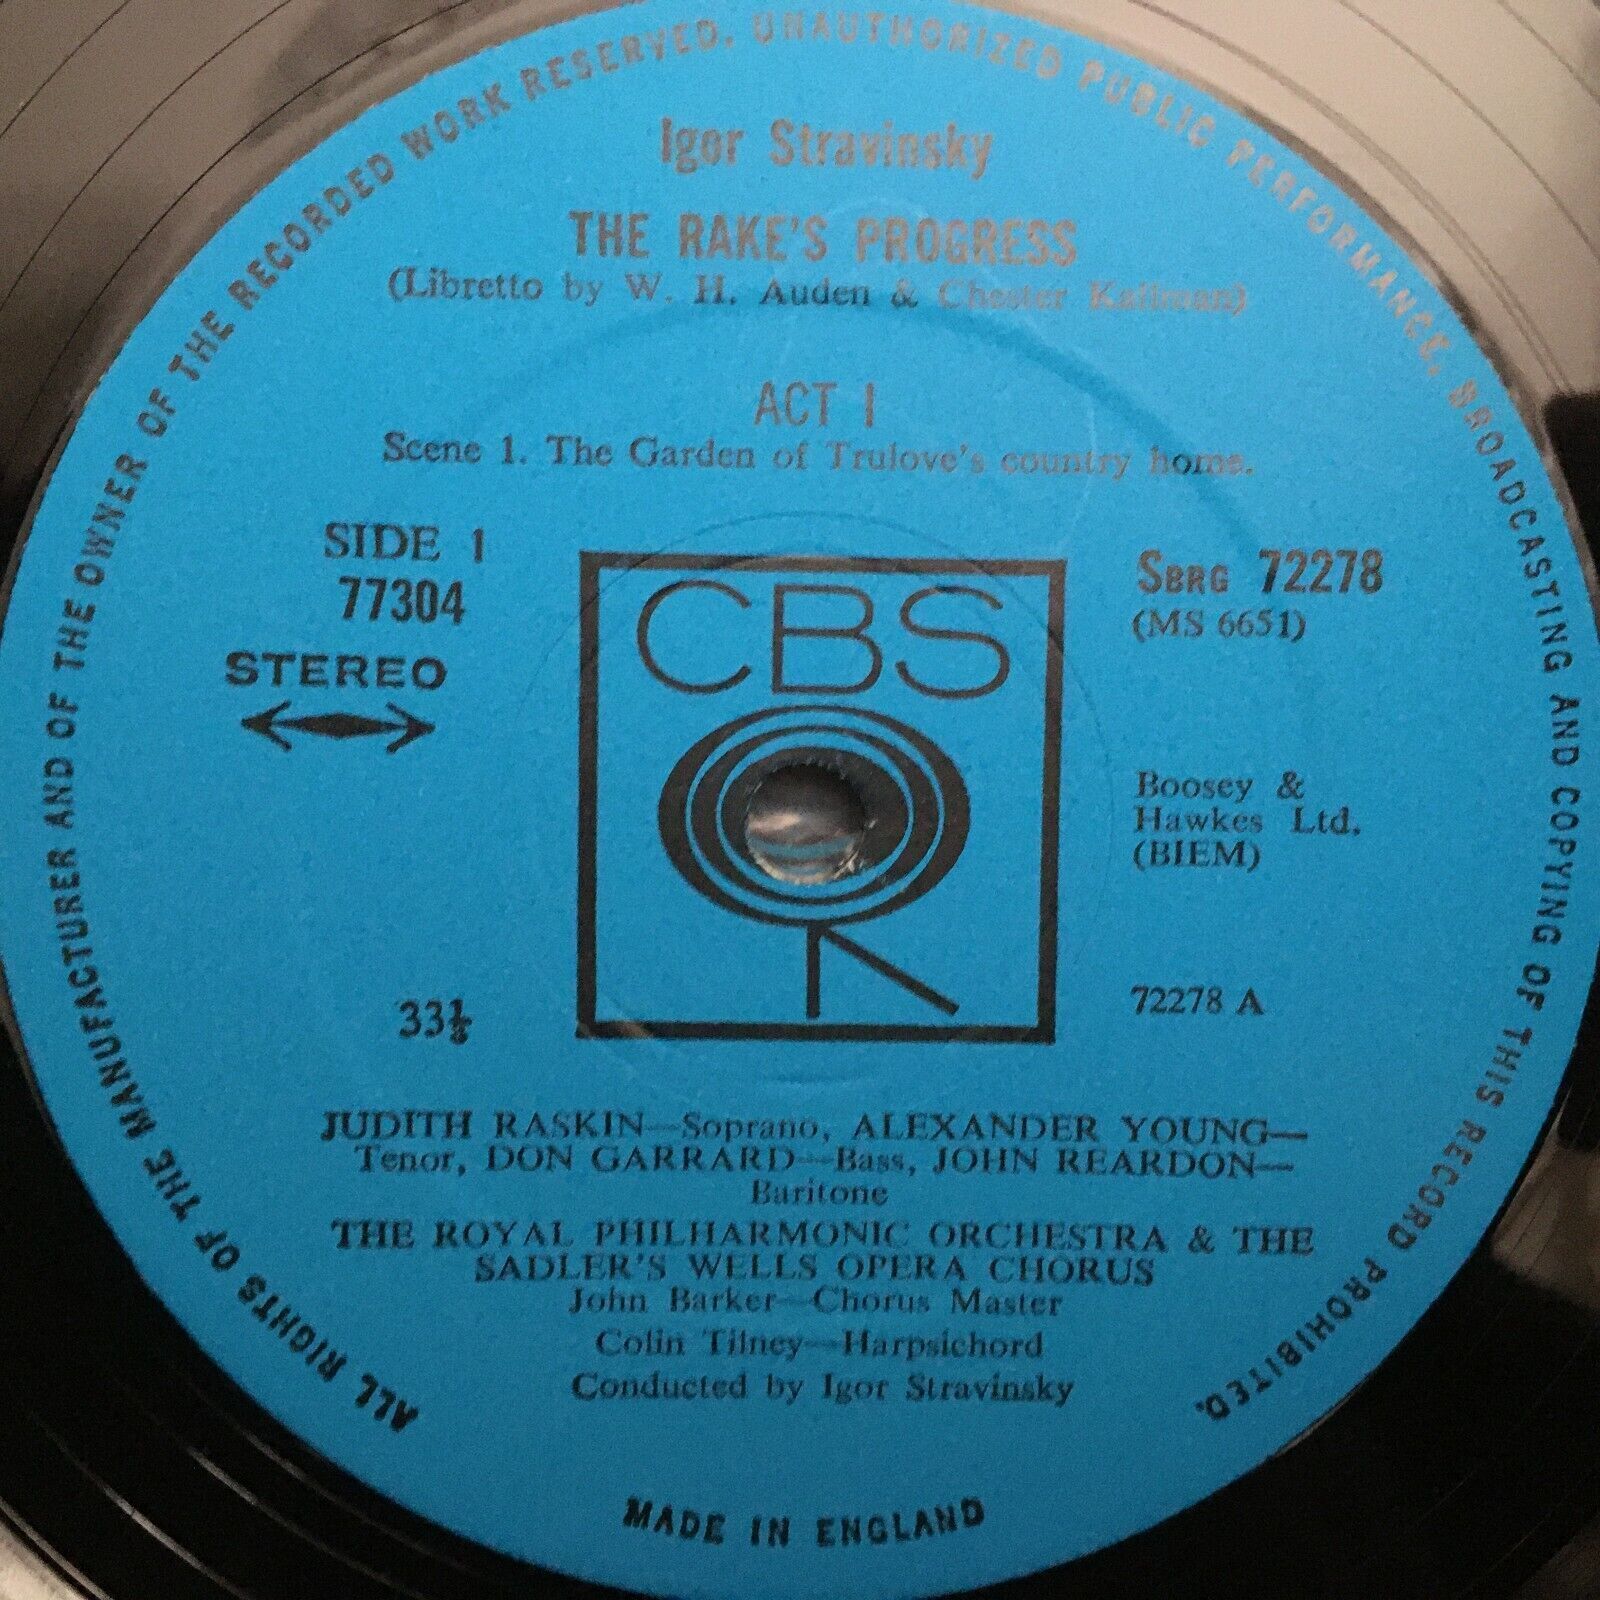 ALL RIGHTS OF THE MANUFACTURER AND OF THE OWNER OF THE RECORDED WORK RESERVED. UNAUTHORIZED PUBLIC PERFORMANCE, BROADCASTING AND COPYING OF THIS RECORD PROHIBITED.
Igor Stravinsky
THE RAKE'S PROGRESS
(Libretto by W. H. Auden & Chester Kallman)
ACT I
Scene 1. The Garden of Trulove's country home.
SIDE 1
77304
STEREO
CBS
SBRG 72278
(MS 6651)
Boosey &
Hawkes Ltd.
(BIEM)
33⅓
72278 A
JUDITH RASKIN—Soprano, ALEXANDER YOUNG—
Tenor, DON GARRARD—Bass, JOHN REARDON—
Baritone
THE ROYAL PHILHARMONIC ORCHESTRA & THE
SADLER'S WELLS OPERA CHORUS
John Barker—Chorus Master
Colin Tilney—Harpsichord
Conducted by Igor Stravinsky
MADE IN ENGLAND